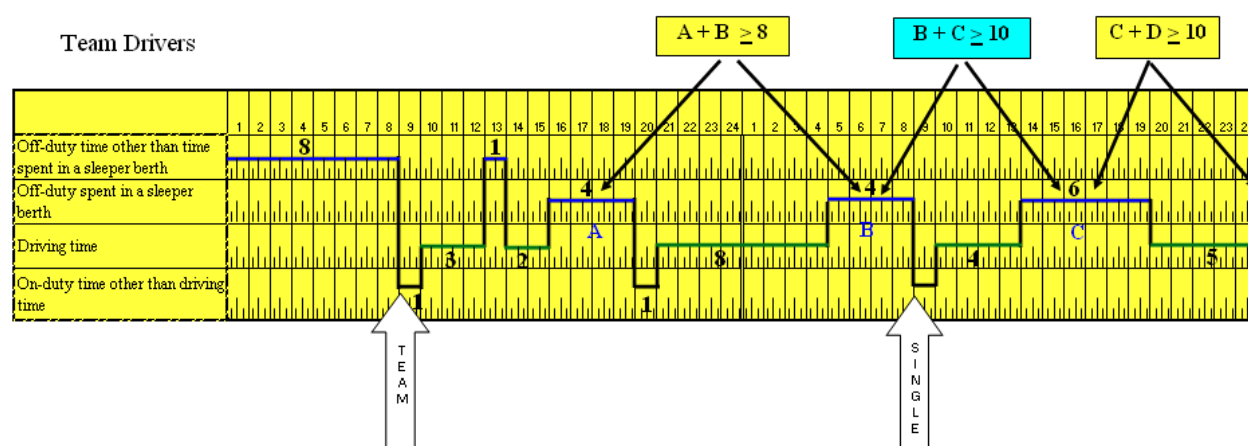 A + B ≥ 8
B + C ≥ 10
C + D ≥ 10
Team Drivers
1 2 3 4 5 6 7 8 9 10 11 12 13 14 15 16 17 18 19 20 21 22 23 24 1 2 3 4 5 6 7 8 9 10 11 12 13 14 15 16 17 18 19 20 21 22 23 2
Off-duty time other than time
spent in a sleeper berth
8
1
Off-duty spent in a sleeper
berth
4
4
6
A
B
C
Driving time
3
2
8
4
5
On-duty time other than driving
time
1
1
TEAM
SINGLE